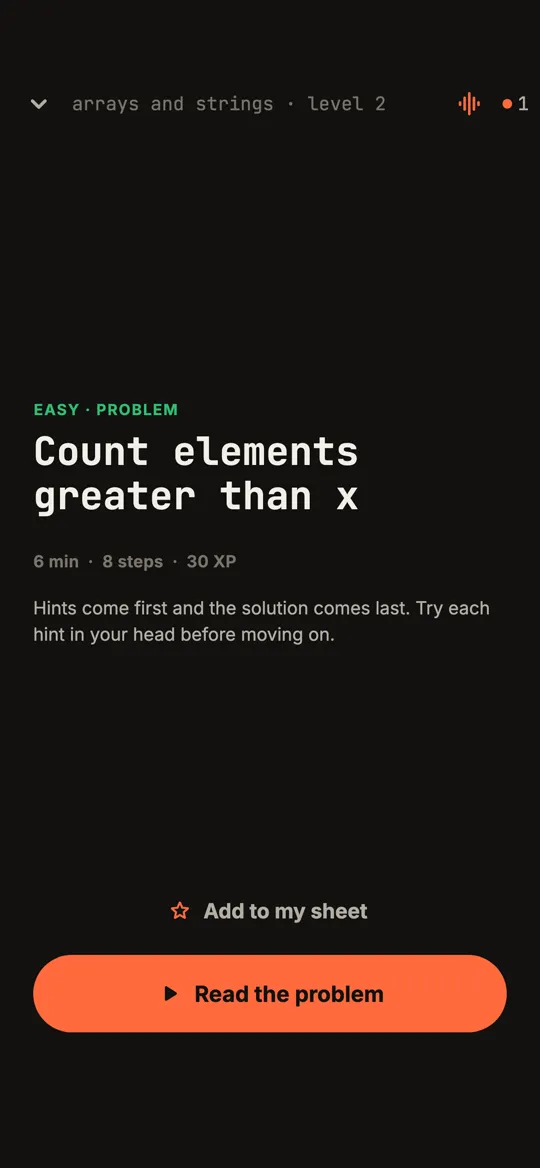 arrays and strings · level 2
1
EASY · PROBLEM
Count elements
greater than x
6 min · 8 steps · 30 XP
Hints come first and the solution comes last. Try each
hint in your head before moving on.
Add to my sheet
Read the problem